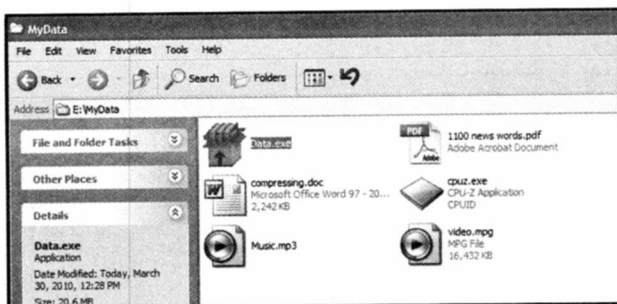 MyData
File Edit View Favorites Tools Help
Back Search Folders
Address E:\MyData
File and Folder Tasks
Other Places
Details
Data.exe
Application
Date Modified: Today, March
30, 2010, 12:28 PM
Size: 20.6 MB
Data.exe
PDF
Adobe
1100 news words.pdf
Adobe Acrobat Document
W
compressing.doc
Microsoft Office Word 97 - 20...
2,242 KB
cpuz.exe
CPU-Z Application
CPUID
Music.mp3
video.mpg
MPG File
16,432 KB